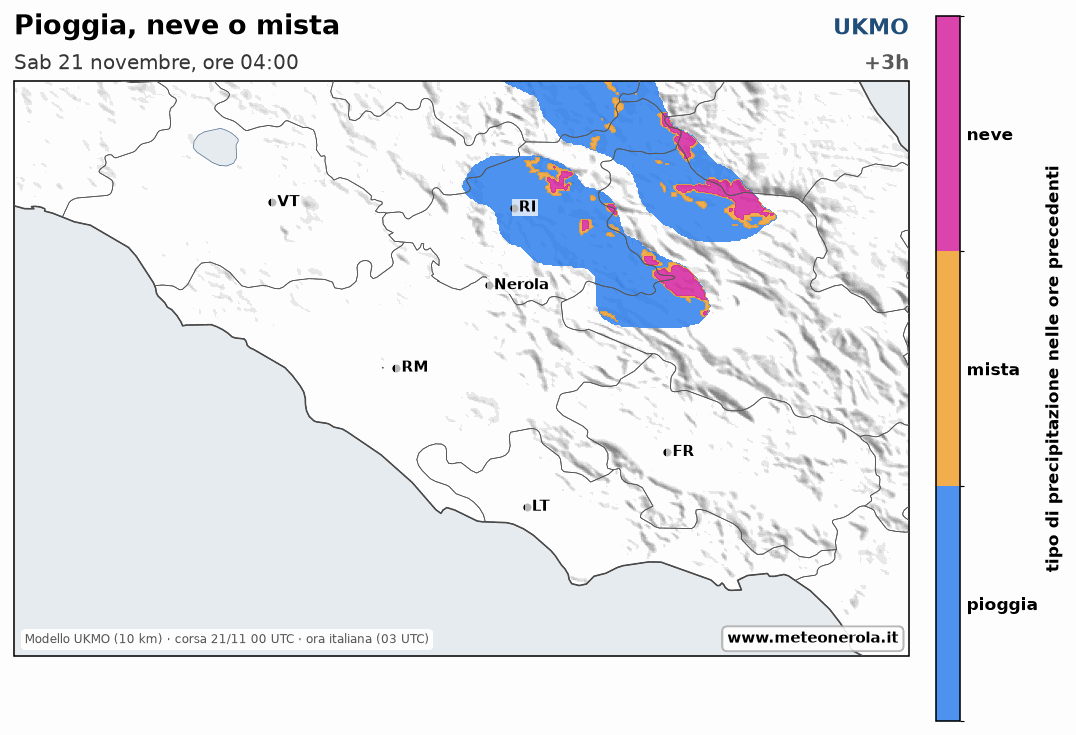 Pioggia, neve o mista
UKMO
Sab 21 novembre, ore 04:00
+3h
neve
VT
RI
Nerola
mista
RM
FR
LT
pioggia
tipo di precipitazione nelle ore precedenti
Modello UKMO (10 km) · corsa 21/11 00 UTC · ora italiana (03 UTC)
www.meteonerola.it